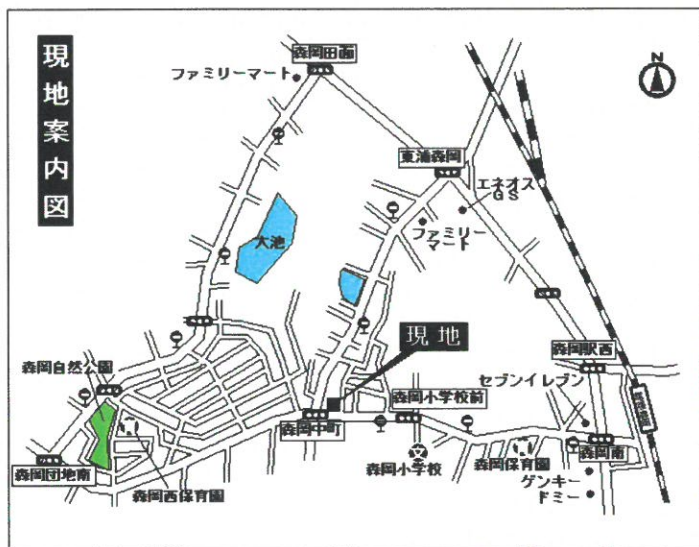 現地案内図
森岡田面
ファミリーマート
N
東浦森岡
エネオス
GS
ファミリー
マート
大池
現地
森岡駅西
森岡自然公園
セブンイレブン
森岡小学校前
森岡中町
森岡南
森岡団地南
森岡西保育園
森岡小学校
森岡保育園
ゲンキー
ドミー